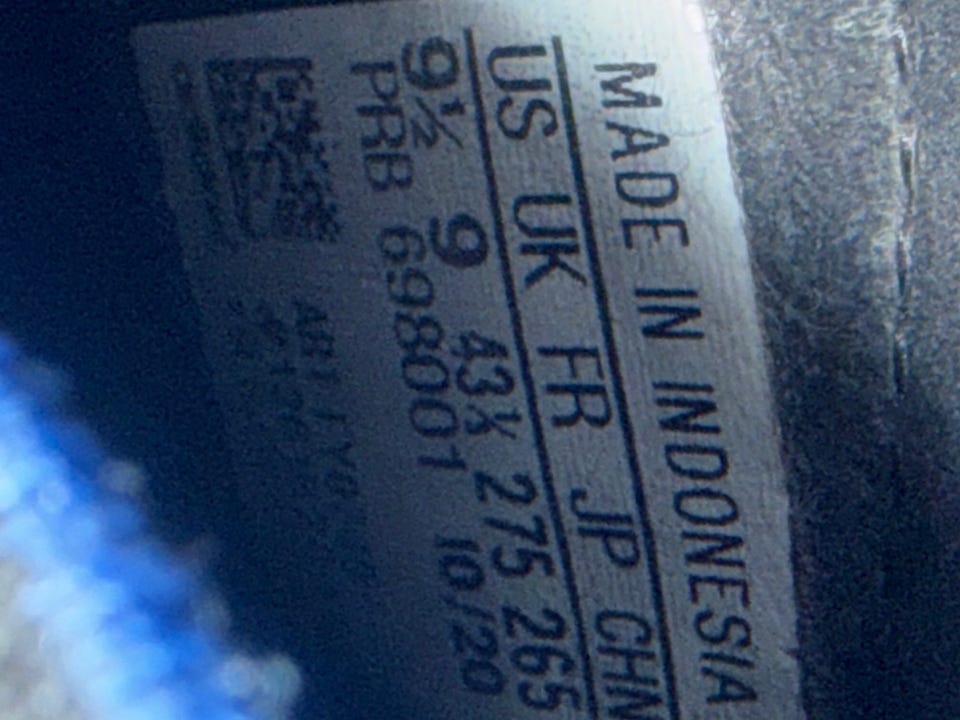 MADE IN INDONESIA
US UK FR JP CHN
9½ 9 43⅓ 275 265
PRB 698001 10/20